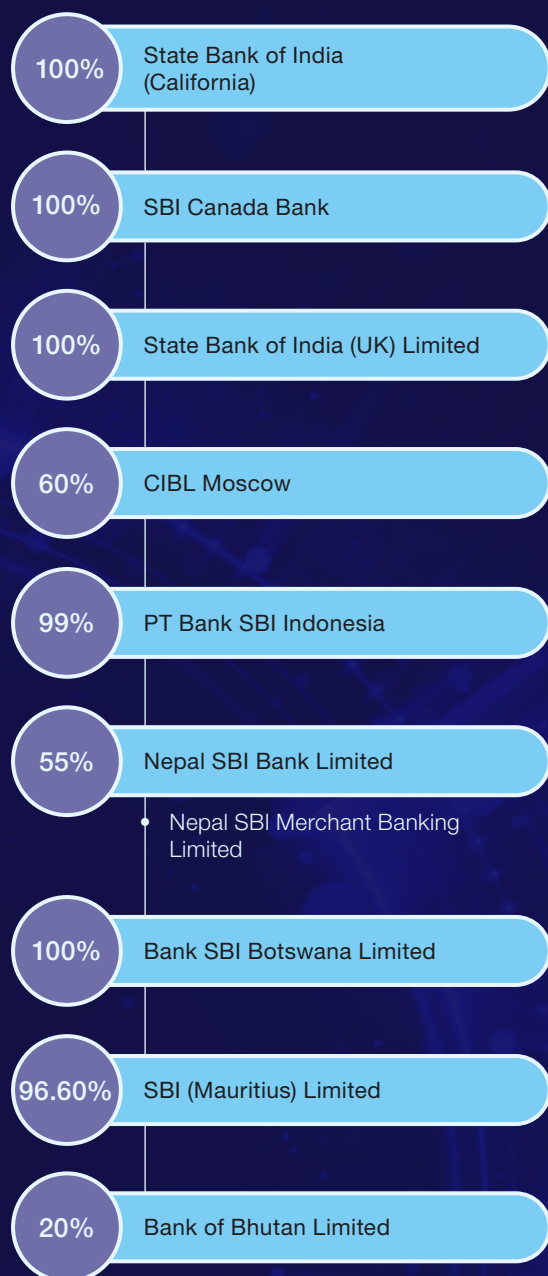 100%
State Bank of India
(California)
100%
SBI Canada Bank
100%
State Bank of India (UK) Limited
60%
CIBL Moscow
99%
PT Bank SBI Indonesia
55%
Nepal SBI Bank Limited
• Nepal SBI Merchant Banking
Limited
100%
Bank SBI Botswana Limited
96.60%
SBI (Mauritius) Limited
20%
Bank of Bhutan Limited